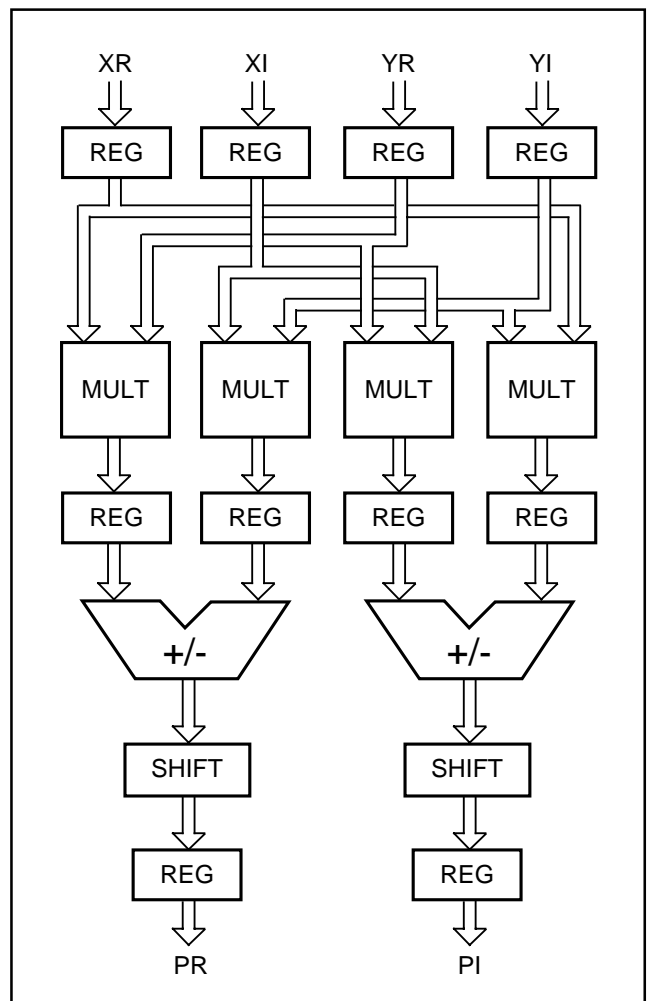 XR XI YR YI
REG REG REG REG
MULT MULT MULT MULT
REG REG REG REG
+/- +/-
SHIFT SHIFT
REG REG
PR PI